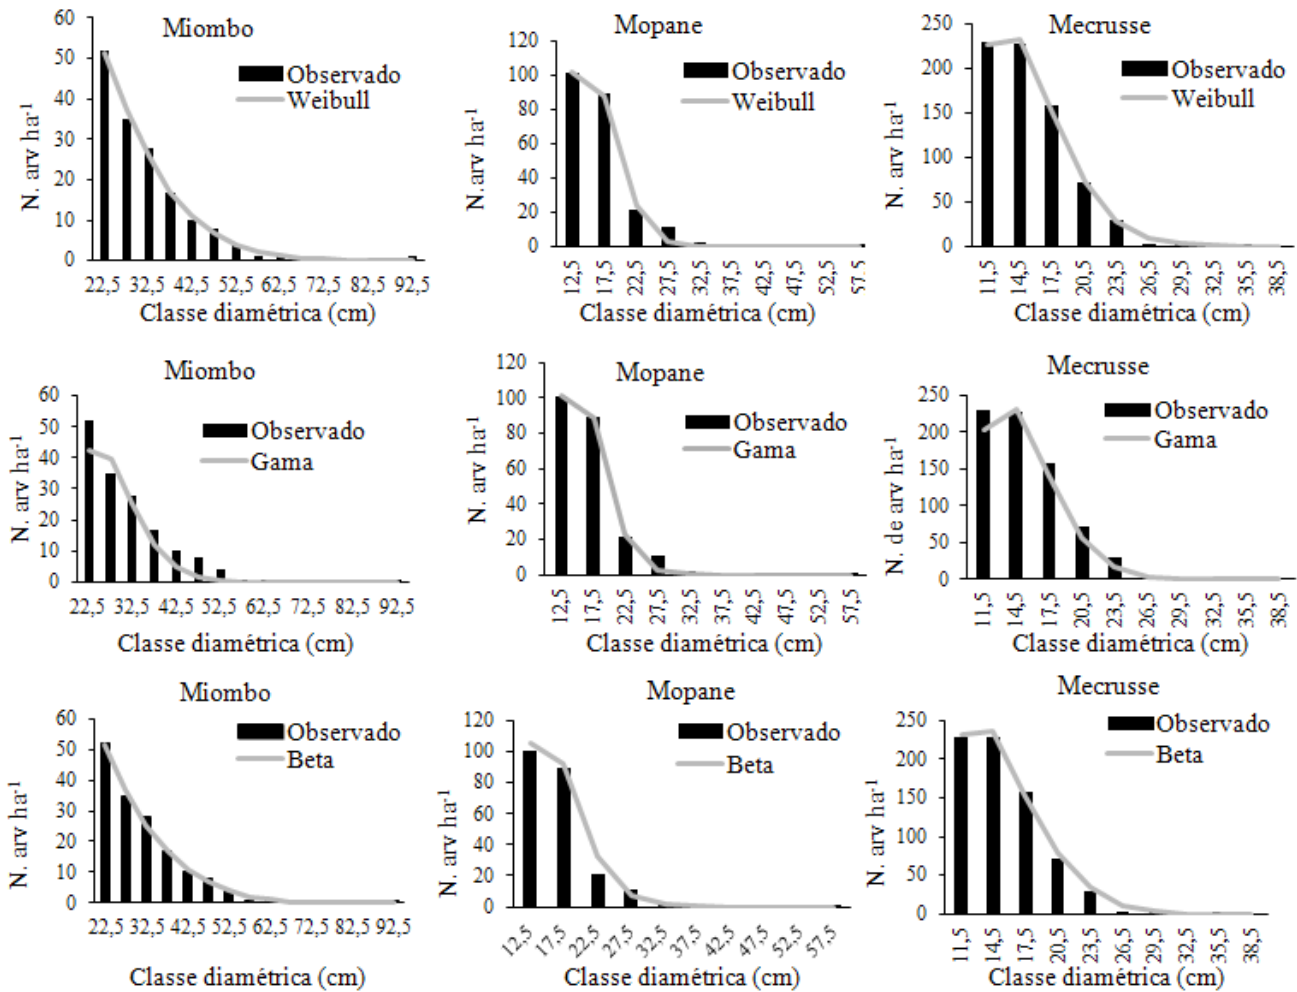 Miombo
Observado
Weibull
N. arv ha⁻¹
60
50
40
30
20
10
0
22,5 32,5 42,5 52,5 62,5 72,5 82,5 92,5
Classe diamétrica (cm)
Mopane
Observado
Weibull
N.arv ha⁻¹
120
100
80
60
40
20
0
12,5 17,5 22,5 27,5 32,5 37,5 42,5 47,5 52,5 57,5
Classe diamétrica (cm)
Mecrusse
Observado
Weibull
N. arv ha⁻¹
250
200
150
100
50
0
11,5 14,5 17,5 20,5 23,5 26,5 29,5 32,5 35,5 38,5
Classe diamétrica (cm)
Miombo
Observado
Gama
N. arv ha⁻¹
60
50
40
30
20
10
0
22,5 32,5 42,5 52,5 62,5 72,5 82,5 92,5
Classe diamétrica (cm)
Mopane
Observado
Gama
N. arv ha⁻¹
120
100
80
60
40
20
0
12,5 17,5 22,5 27,5 32,5 37,5 42,5 47,5 52,5 57,5
Classe diamétrica (cm)
Mecrusse
Observado
Gama
N. de arv ha⁻¹
250
200
150
100
50
0
11,5 14,5 17,5 20,5 23,5 26,5 29,5 32,5 35,5 38,5
Classe diamétrica (cm)
Miombo
Observado
Beta
N. arv ha⁻¹
60
50
40
30
20
10
0
22,5 32,5 42,5 52,5 62,5 72,5 82,5 92,5
Classe diamétrica (cm)
Mopane
Observado
Beta
N. arv ha⁻¹
120
100
80
60
40
20
0
12,5 17,5 22,5 27,5 32,5 37,5 42,5 47,5 52,5 57,5
Classe diamétrica (cm)
Mecrusse
Observado
Beta
N. arv ha⁻¹
250
200
150
100
50
0
11,5 14,5 17,5 20,5 23,5 26,5 29,5 32,5 35,5 38,5
Classe diamétrica (cm)